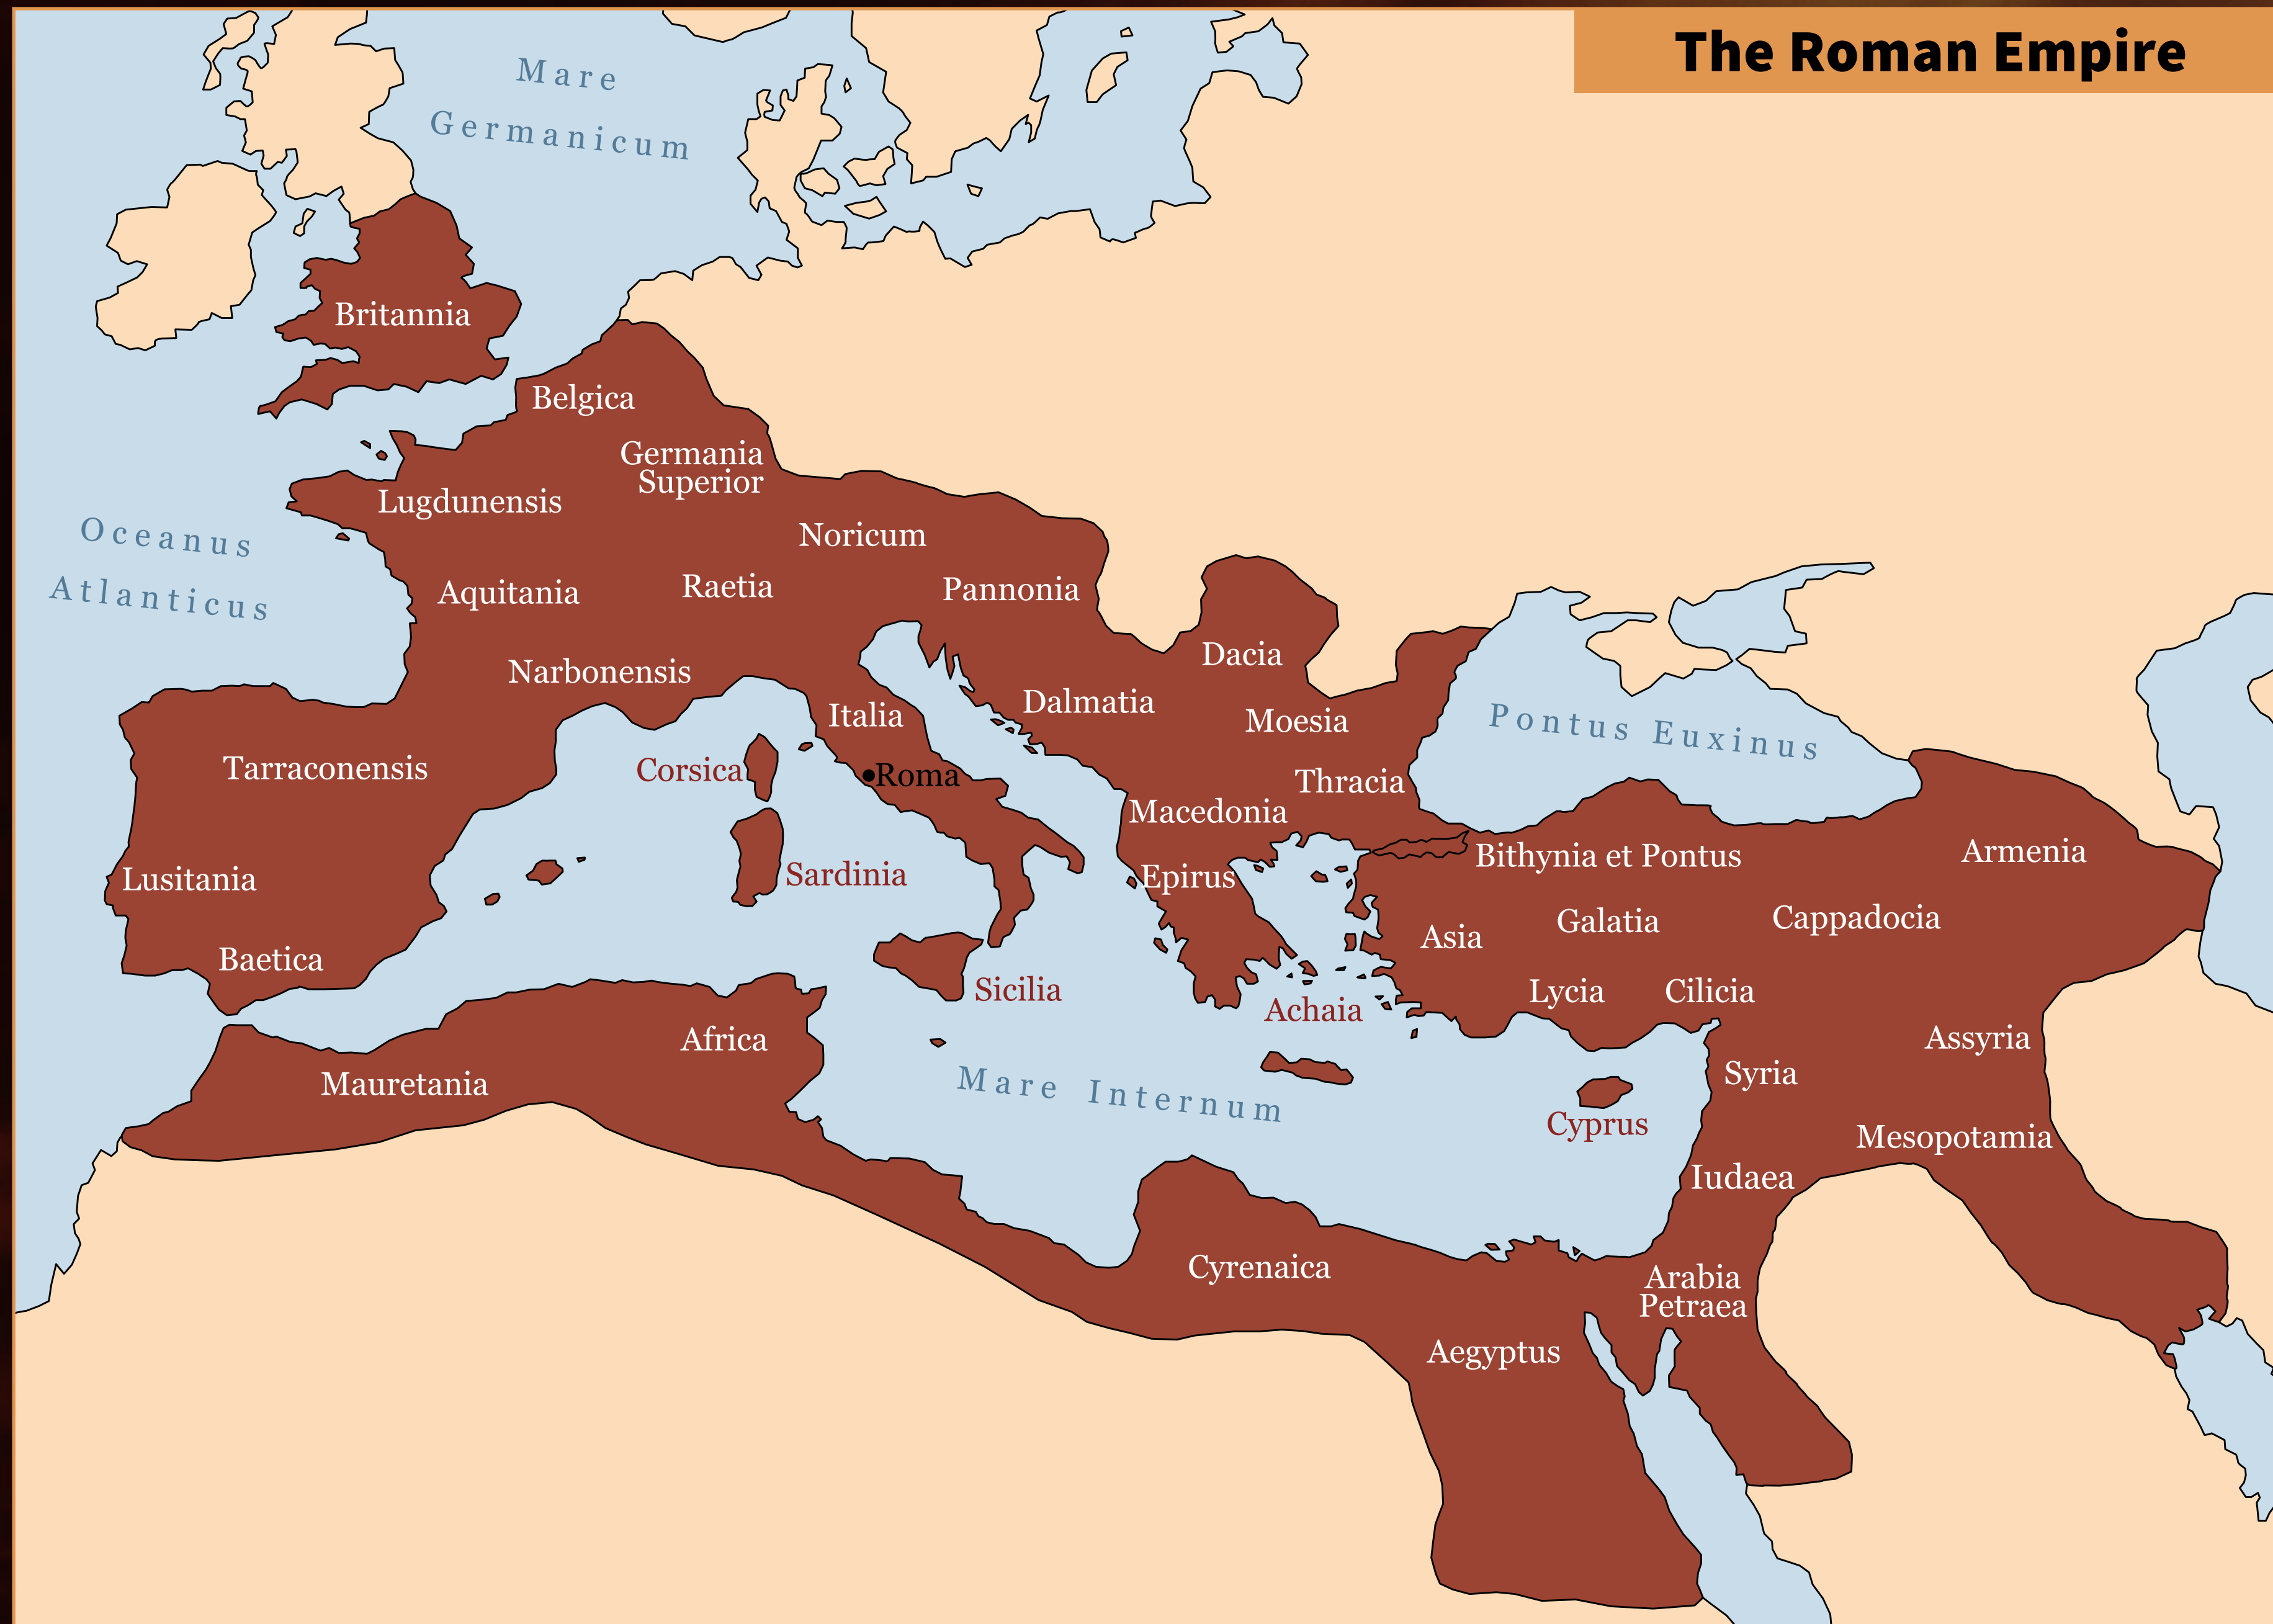 The Roman Empire
Mare
Germanicum
Britannia
Belgica
Germania
Superior
Lugdunensis
Oceanus
Atlanticus
Noricum
Aquitania
Raetia
Pannonia
Dacia
Narbonensis
Italia
Dalmatia
Moesia
Pontus Euxinus
Tarraconensis
Corsica
Roma
Thracia
Macedonia
Bithynia et Pontus
Armenia
Lusitania
Sardinia
Epirus
Asia
Galatia
Cappadocia
Baetica
Sicilia
Achaia
Lycia
Cilicia
Africa
Assyria
Mauretania
Mare Internum
Syria
Cyprus
Mesopotamia
Iudaea
Cyrenaica
Arabia
Petraea
Aegyptus